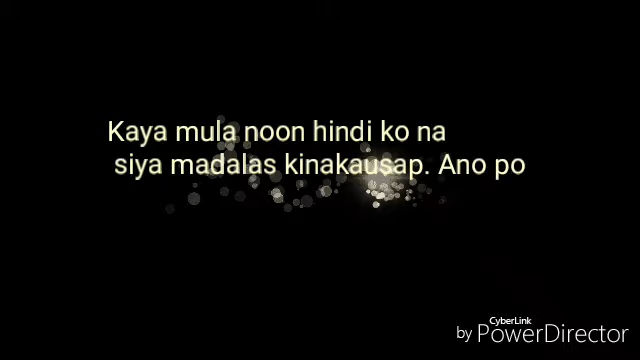 Kaya mula noon hindi ko na
siya madalas kinakausap. Ano po
CyberLink
by PowerDirector